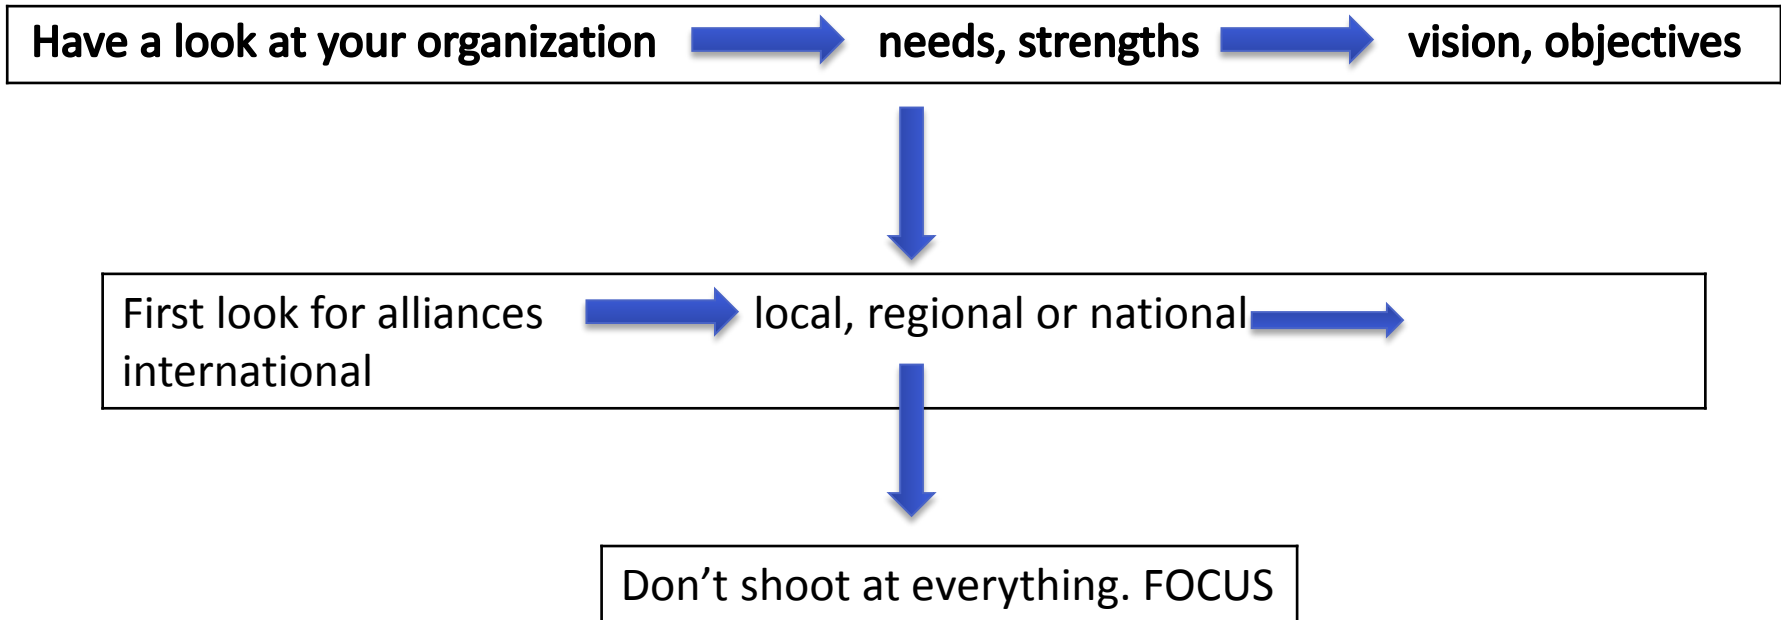 Have a look at your organization needs, strengths vision, objectives
First look for alliances local, regional or national
international
Don’t shoot at everything. FOCUS